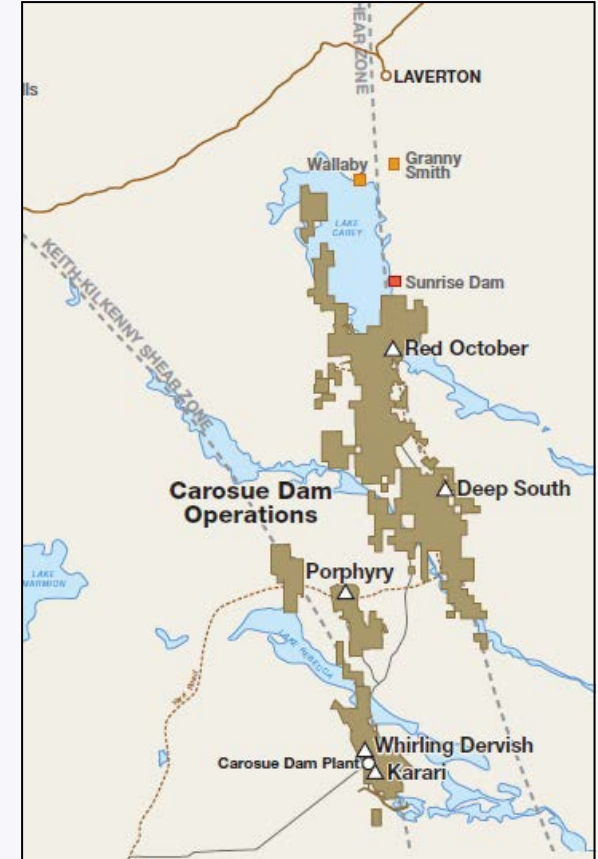 HEAR ZONE
LAVERTON
lls
Wallaby
Granny
Smith
LAKE
CAREY
Sunrise Dam
KEITH-KILKENNY SHEAR ZONE
Red October
Carosue Dam
Operations
Deep South
LAKE
MARMION
Porphyry
LAKE REBECCA
Whirling Dervish
Carosue Dam Plant
Karari